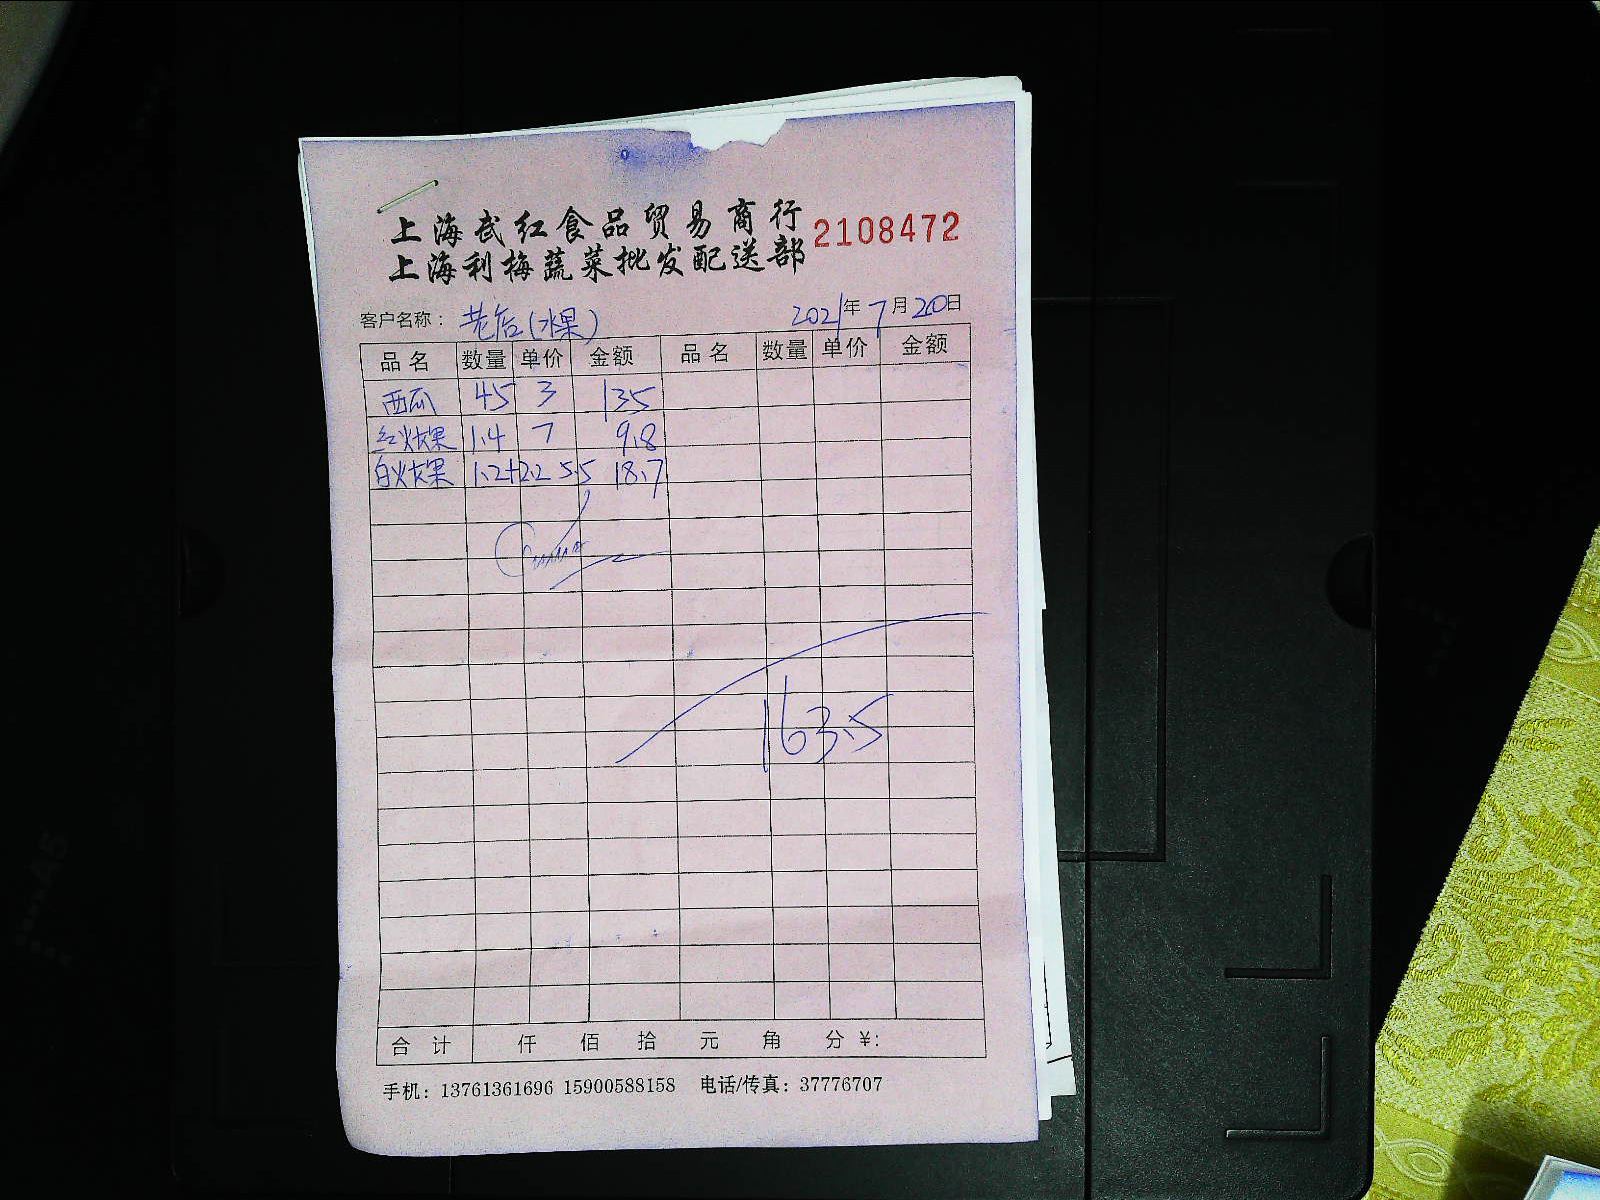 上海武红食品贸易商行
上海利梅蔬菜批发配送部
2108472
客户名称： 老唐(水果) 2021年7月20日
品名 数量 单价 金额 品名 数量 单价 金额
西瓜 45 3 135
红火龙果 1.4 7 9.8
白火龙果 1.2+2.2 5.5 18.7
163.5
合计 仟 佰 拾 元 角 分 ¥:
手机：13761361696 15900588158 电话/传真：37776707